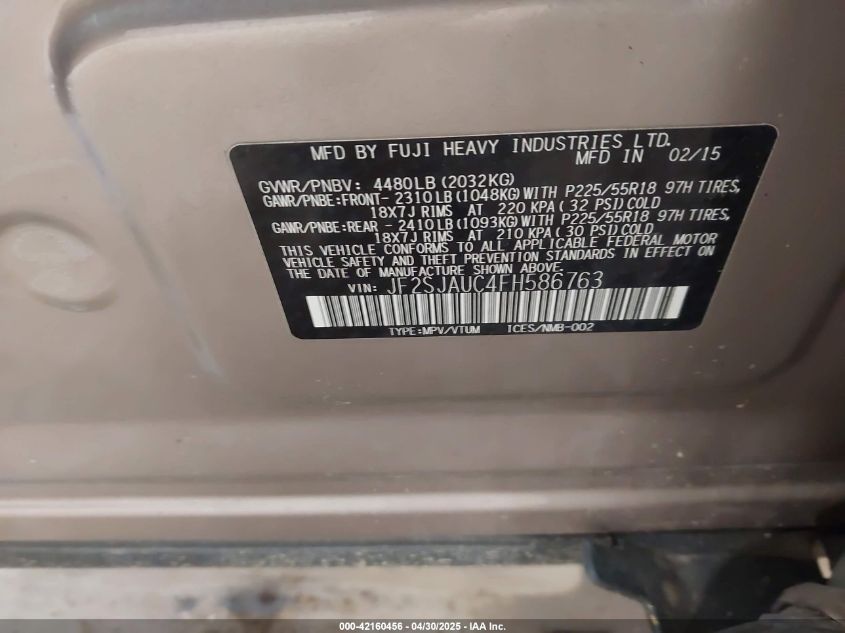 MFD BY FUJI HEAVY INDUSTRIES LTD.
MFD IN 02/15
GVWR/PNBV: 4480LB (2032KG)
GAWR/PNBE:FRONT- 2310LB (1048KG) WITH P225/55R18 97H TIRES,
18X7J RIMS AT 220 KPA ( 32 PSI) COLD
GAWR/PNBE:REAR - 2410LB (1093KG) WITH P225/55R18 97H TIRES,
18X7J RIMS AT 210 KPA ( 30 PSI) COLD
THIS VEHICLE CONFORMS TO ALL APPLICABLE FEDERAL MOTOR
VEHICLE SAFETY AND THEFT PREVENTION STANDARDS IN EFFECT ON
THE DATE OF MANUFACTURE SHOWN ABOVE.
VIN: JF2SJAUC4FH586763
TYPE:MPV/VTUM ICES/NMB-002
000-42160456 - 04/30/2025 - IAA Inc.